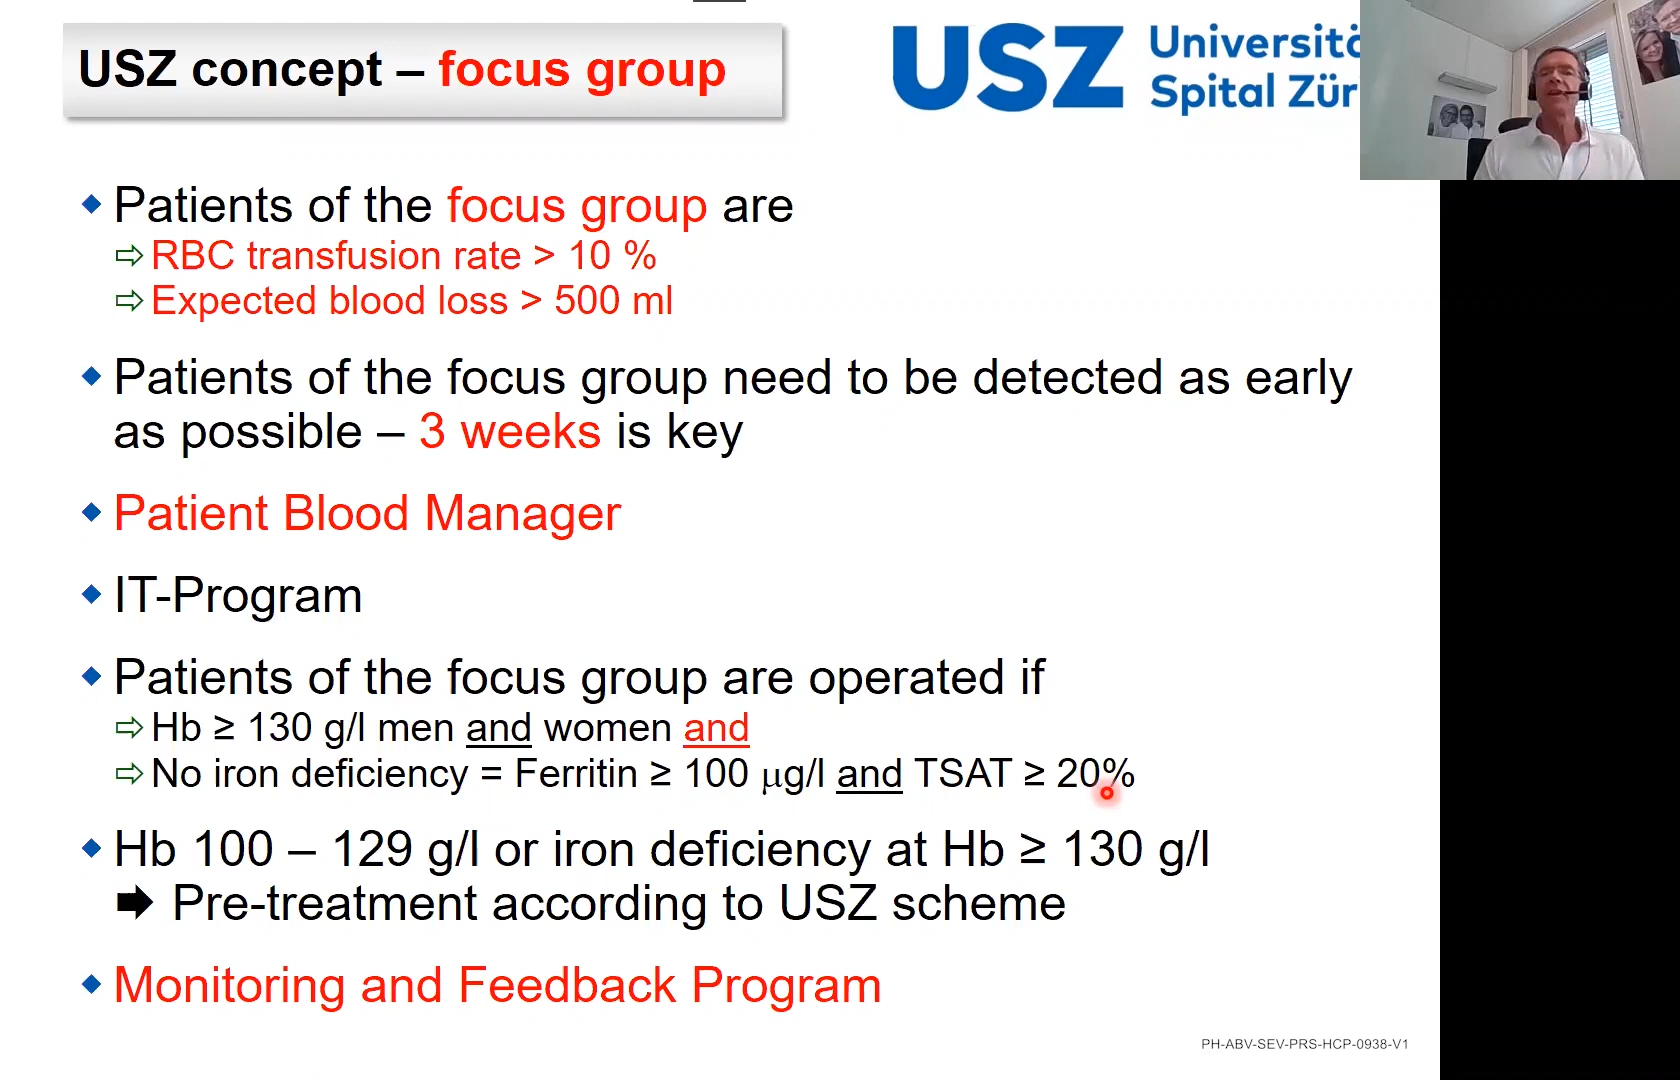 USZ concept – focus group
USZ Universitä
Spital Zür
Patients of the focus group are
RBC transfusion rate > 10 %
Expected blood loss > 500 ml
Patients of the focus group need to be detected as early
as possible – 3 weeks is key
Patient Blood Manager
IT-Program
Patients of the focus group are operated if
Hb ≥ 130 g/l men and women and
No iron deficiency = Ferritin ≥ 100 µg/l and TSAT ≥ 20%
Hb 100 – 129 g/l or iron deficiency at Hb ≥ 130 g/l
Pre-treatment according to USZ scheme
Monitoring and Feedback Program
PH-ABV-SEV-PRS-HCP-0938-V1